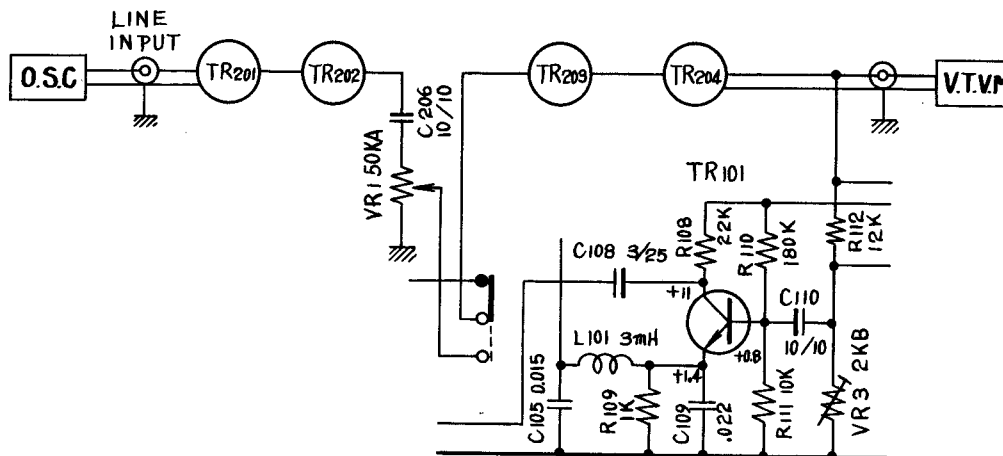 LINE
INPUT
O.S.C
TR201
TR202
TR203
TR204
V.T.V.M
C206
10/10
VR1 50KA
TR101
R108
22K
R110
180K
R112
12K
C108 3/25
+11
C110
10/10
L101 3mH
+0.8
+1.4
C105 0.015
R109
1K
C109
.022
R111 10K
VR3 2KB